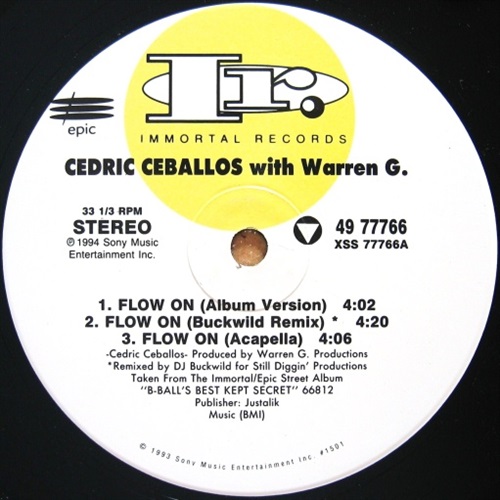 Ir.
IMMORTAL RECORDS
epic
CEDRIC CEBALLOS with Warren G.
33 1/3 RPM
STEREO
℗ 1994 Sony Music
Entertainment Inc.
49 77766
XSS 77766A
1. FLOW ON (Album Version) 4:02
2. FLOW ON (Buckwild Remix) * 4:20
3. FLOW ON (Acapella) 4:06
-Cedric Ceballos- Produced by Warren G. Productions
*Remixed by DJ Buckwild for Still Diggin' Productions
Taken From The Immortal/Epic Street Album
"B-BALL'S BEST KEPT SECRET" 66812
Publisher: Justalik
Music (BMI)
© 1993 Sony Music Entertainment Inc. #1501